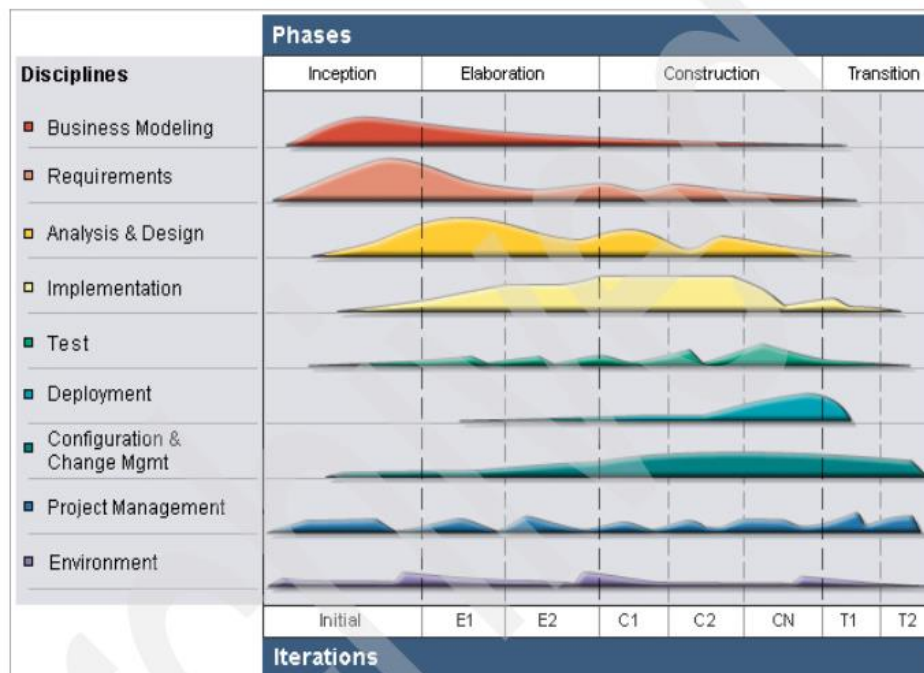 Phases
Disciplines
Inception Elaboration Construction Transition
Business Modeling
Requirements
Analysis & Design
Implementation
Test
Deployment
Configuration &
Change Mgmt
Project Management
Environment
Initial E1 E2 C1 C2 CN T1 T2
Iterations